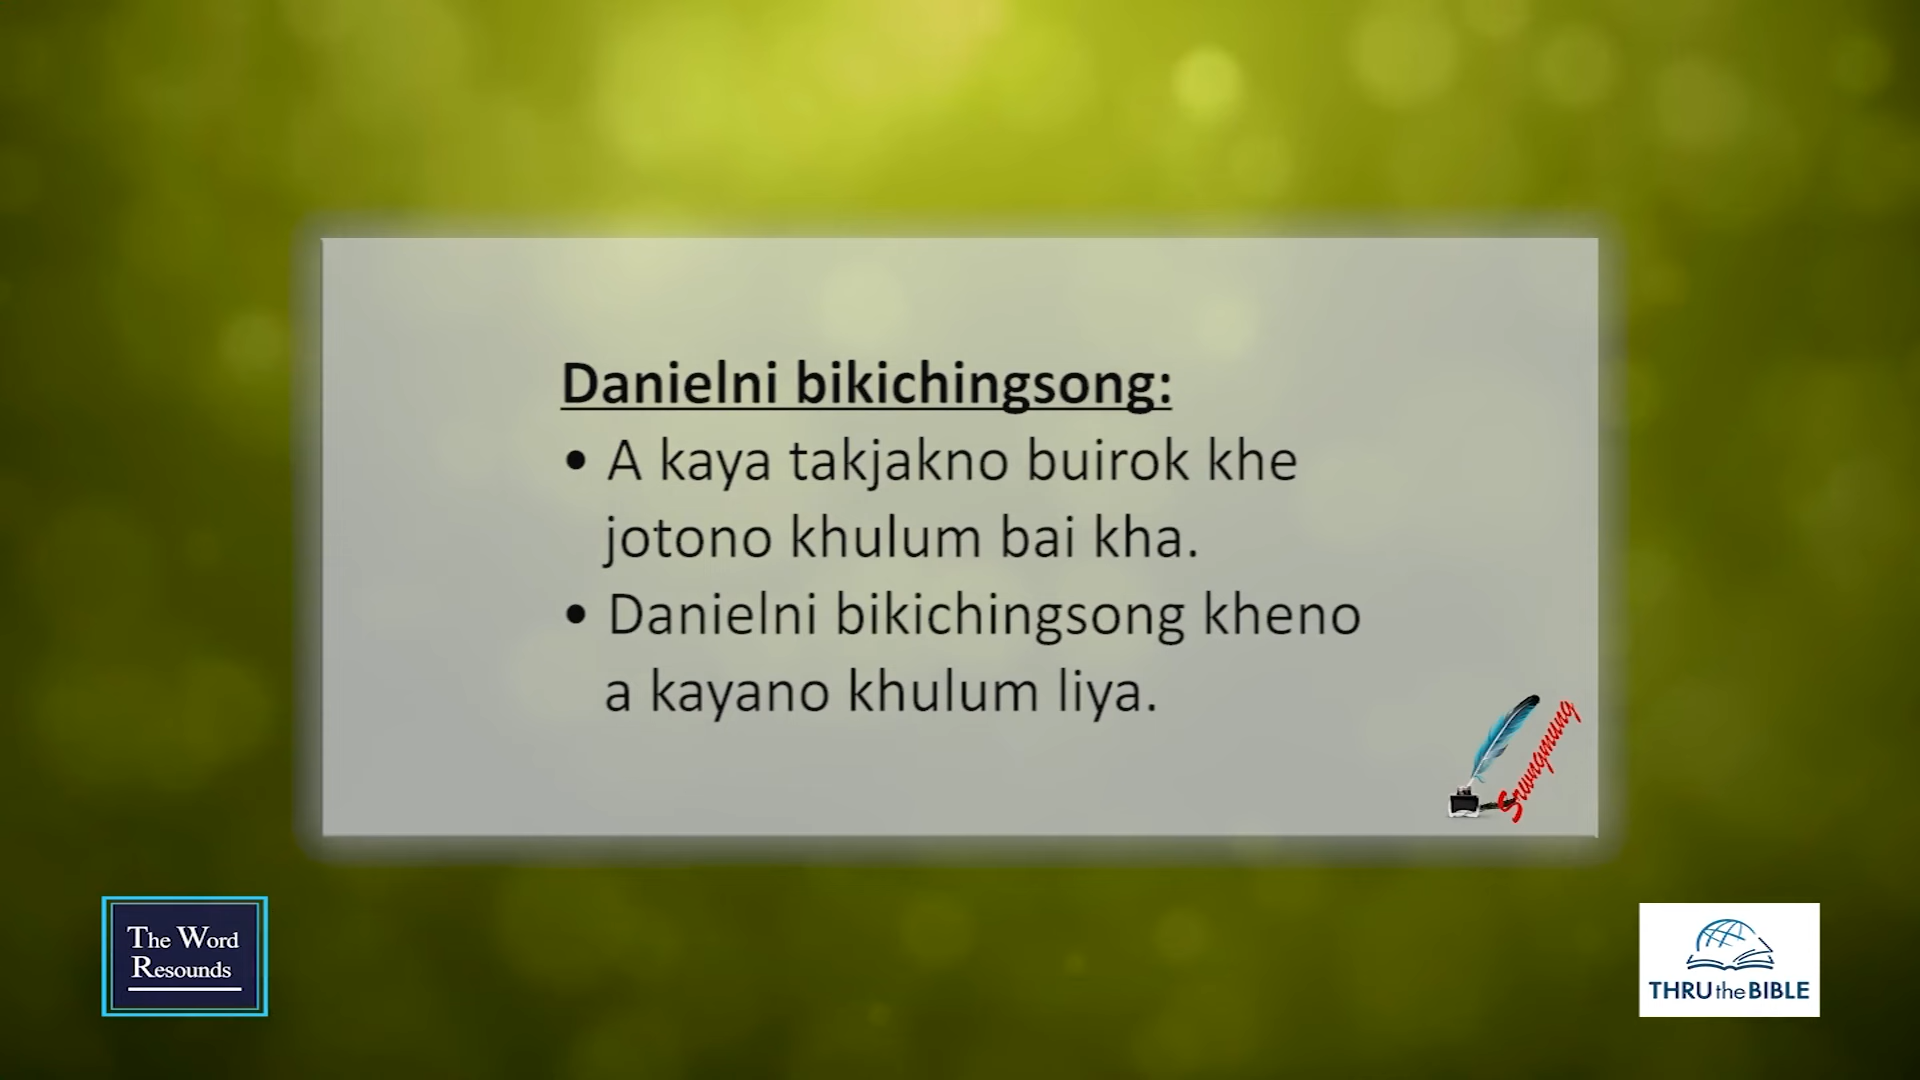 Danielni bikichingsong:
• A kaya takjakno buirok khe
jotono khulum bai kha.
• Danielni bikichingsong kheno
a kayano khulum liya.
Srungmung
The Word
Resounds
THRU the BIBLE